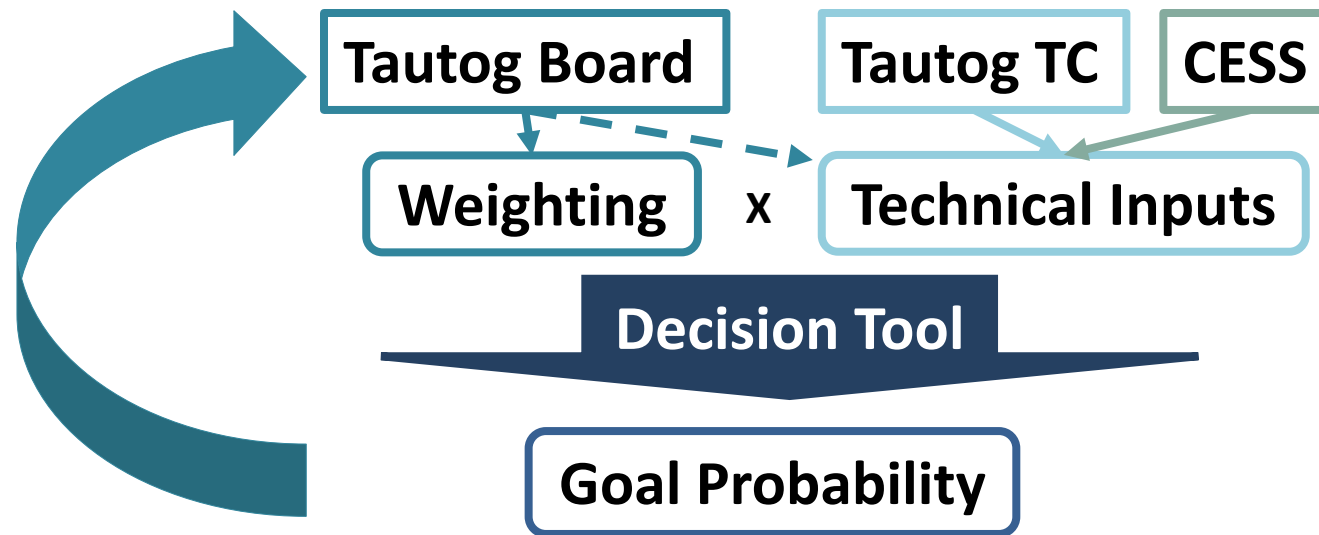 Tautog Board
Tautog TC
CESS
Weighting
x
Technical Inputs
Decision Tool
Goal Probability